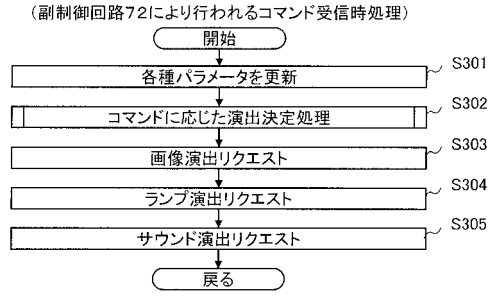 (副制御回路72により行われるコマンド受信時処理)
開始
各種パラメータを更新 S301
コマンドに応じた演出決定処理 S302
画像演出リクエスト S303
ランプ演出リクエスト S304
サウンド演出リクエスト S305
戻る